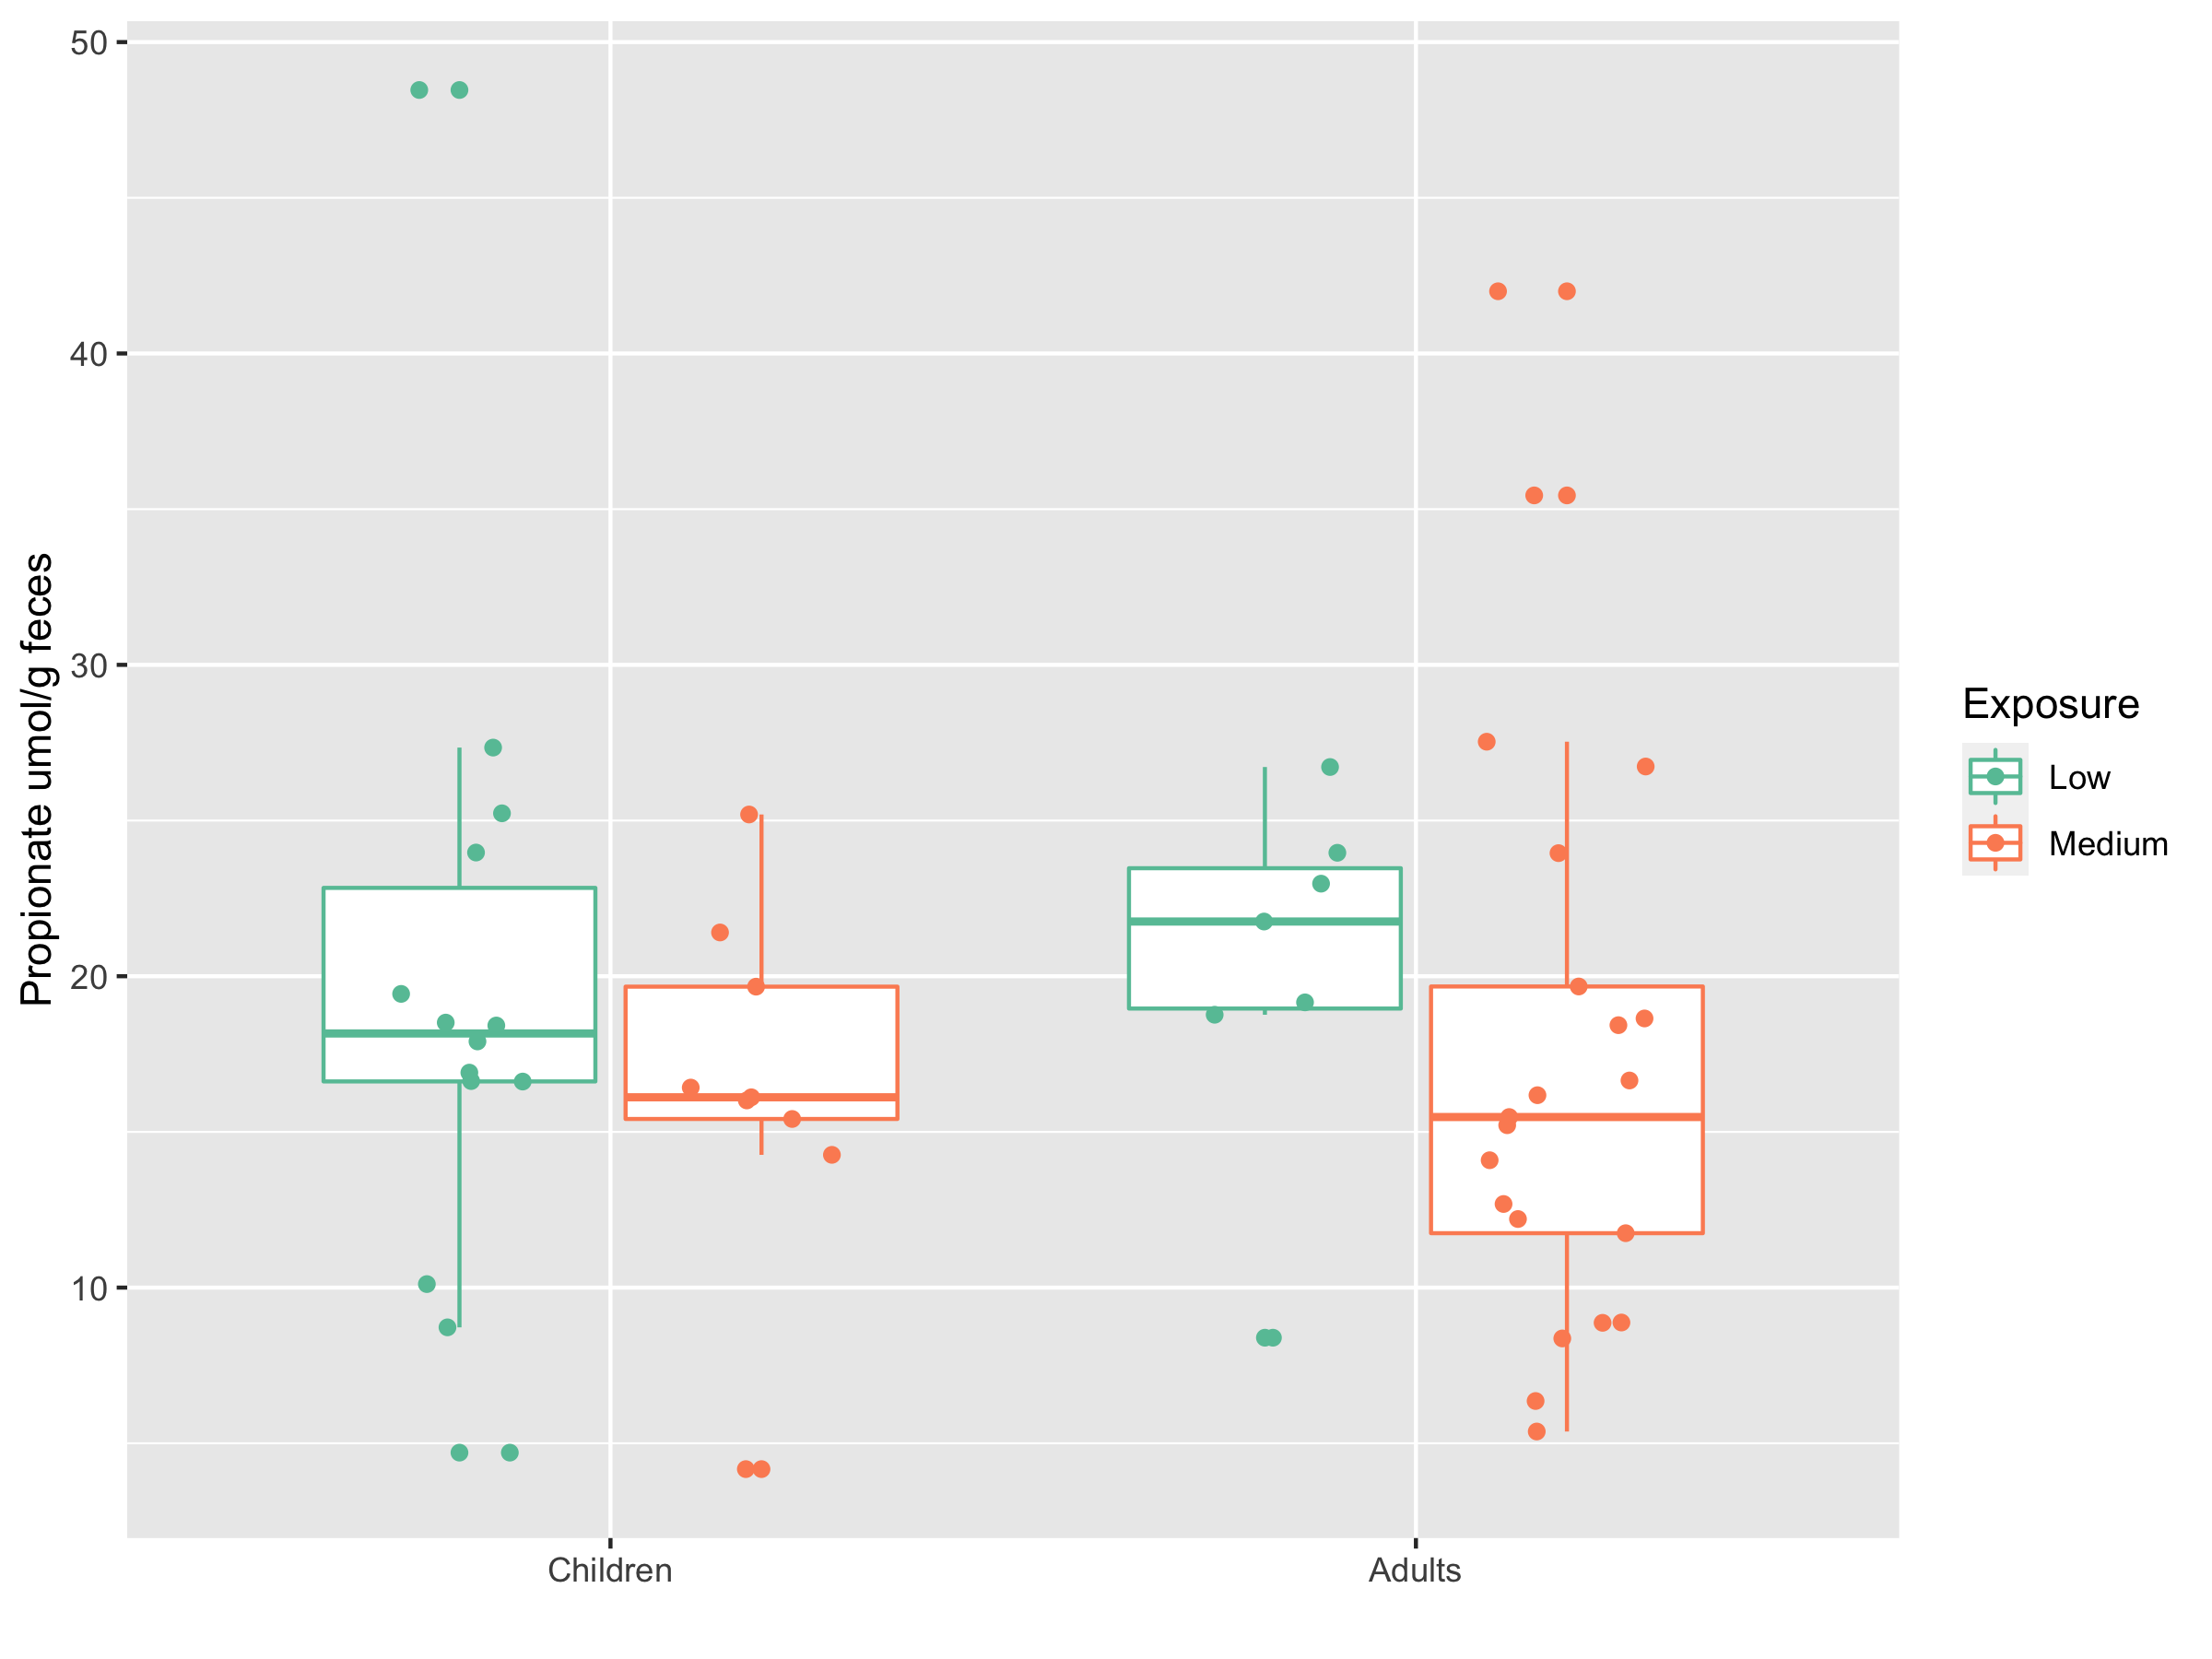 50
40
30
20
10
Propionate umol/g feces
Children
Adults
Exposure
Low
Medium